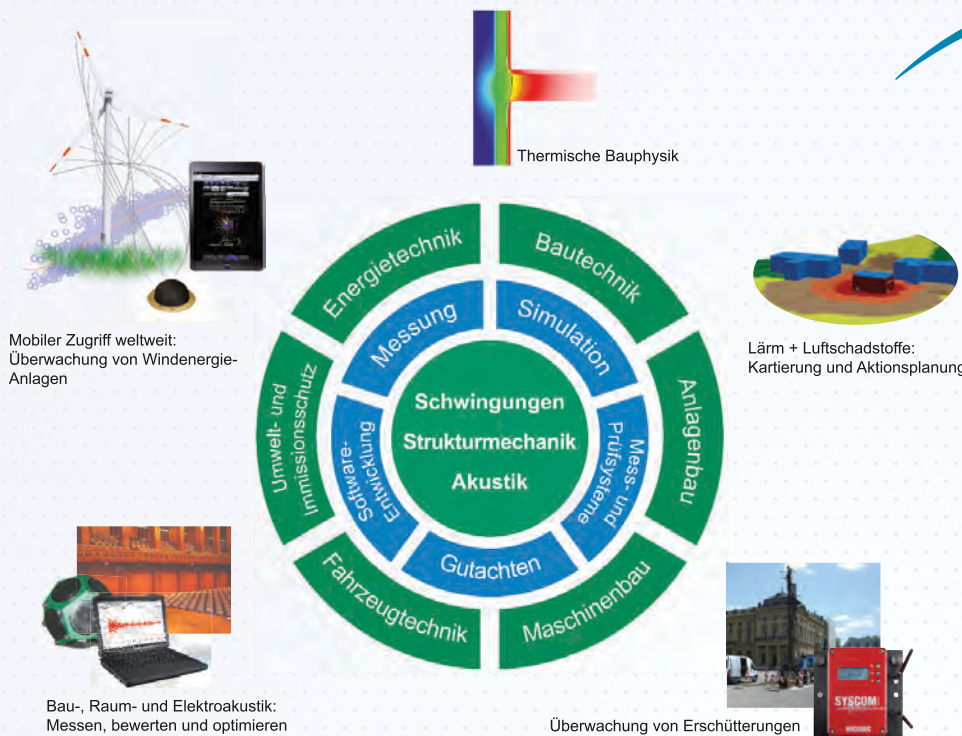 Thermische Bauphysik
Mobiler Zugriff weltweit:
Überwachung von Windenergie-
Anlagen
Energietechnik
Bautechnik
Messung
Simulation
Lärm + Luftschadstoffe:
Kartierung und Aktionsplanung
Umwelt- und
Immissionsschutz
Software-
Entwicklung
Schwingungen
Strukturmechanik
Akustik
Mess- und
Prüfsysteme
Anlagenbau
Gutachten
Fahrzeugtechnik
Maschinenbau
Bau-, Raum- und Elektroakustik:
Messen, bewerten und optimieren
Überwachung von Erschütterungen
SYSCOM